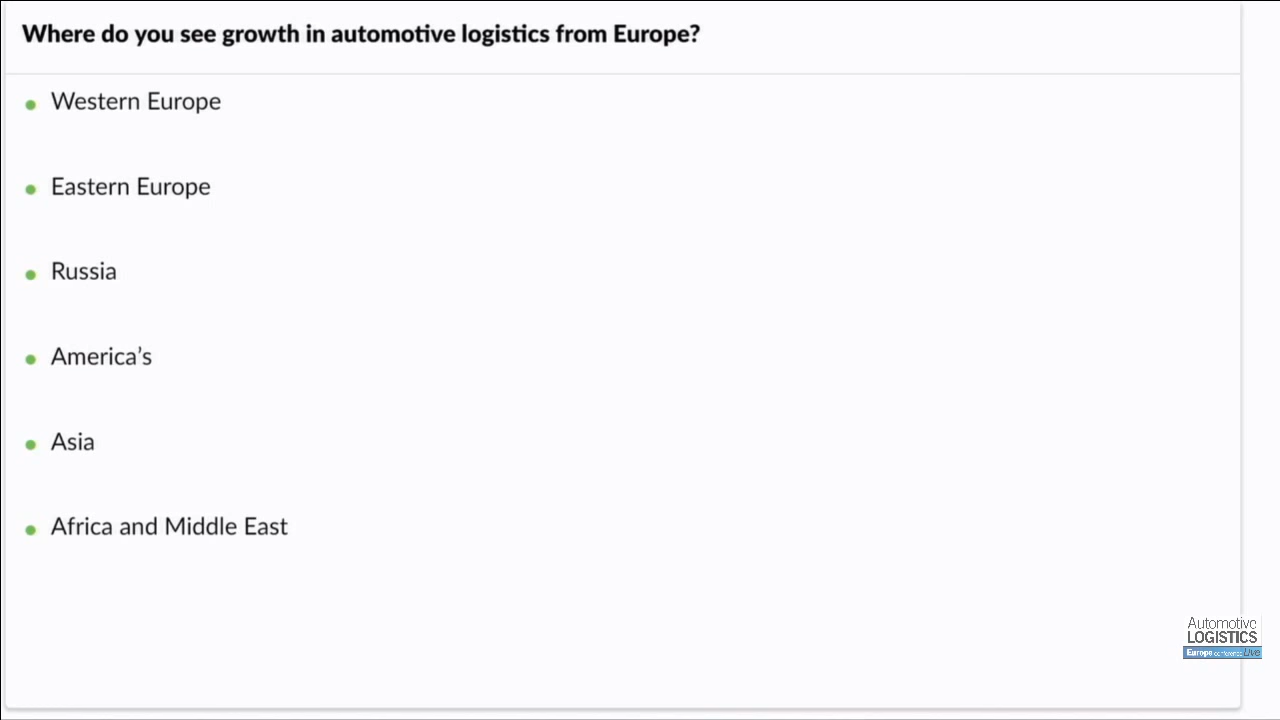 Where do you see growth in automotive logistics from Europe?
Western Europe
Eastern Europe
Russia
America’s
Asia
Africa and Middle East
Automotive
LOGISTICS
Europe conference Live